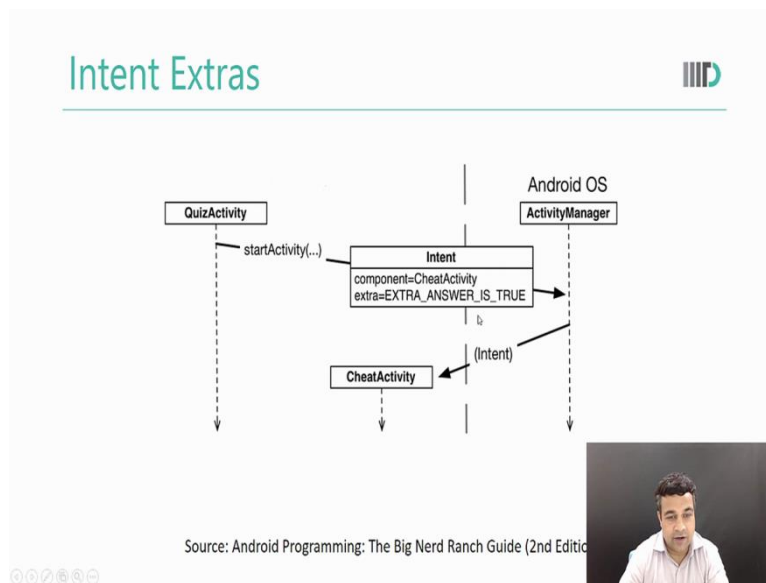 Intent Extras
IIITD
Android OS
QuizActivity
ActivityManager
startActivity(...)
Intent
component=CheatActivity
extra=EXTRA_ANSWER_IS_TRUE
(Intent)
CheatActivity
Source: Android Programming: The Big Nerd Ranch Guide (2nd